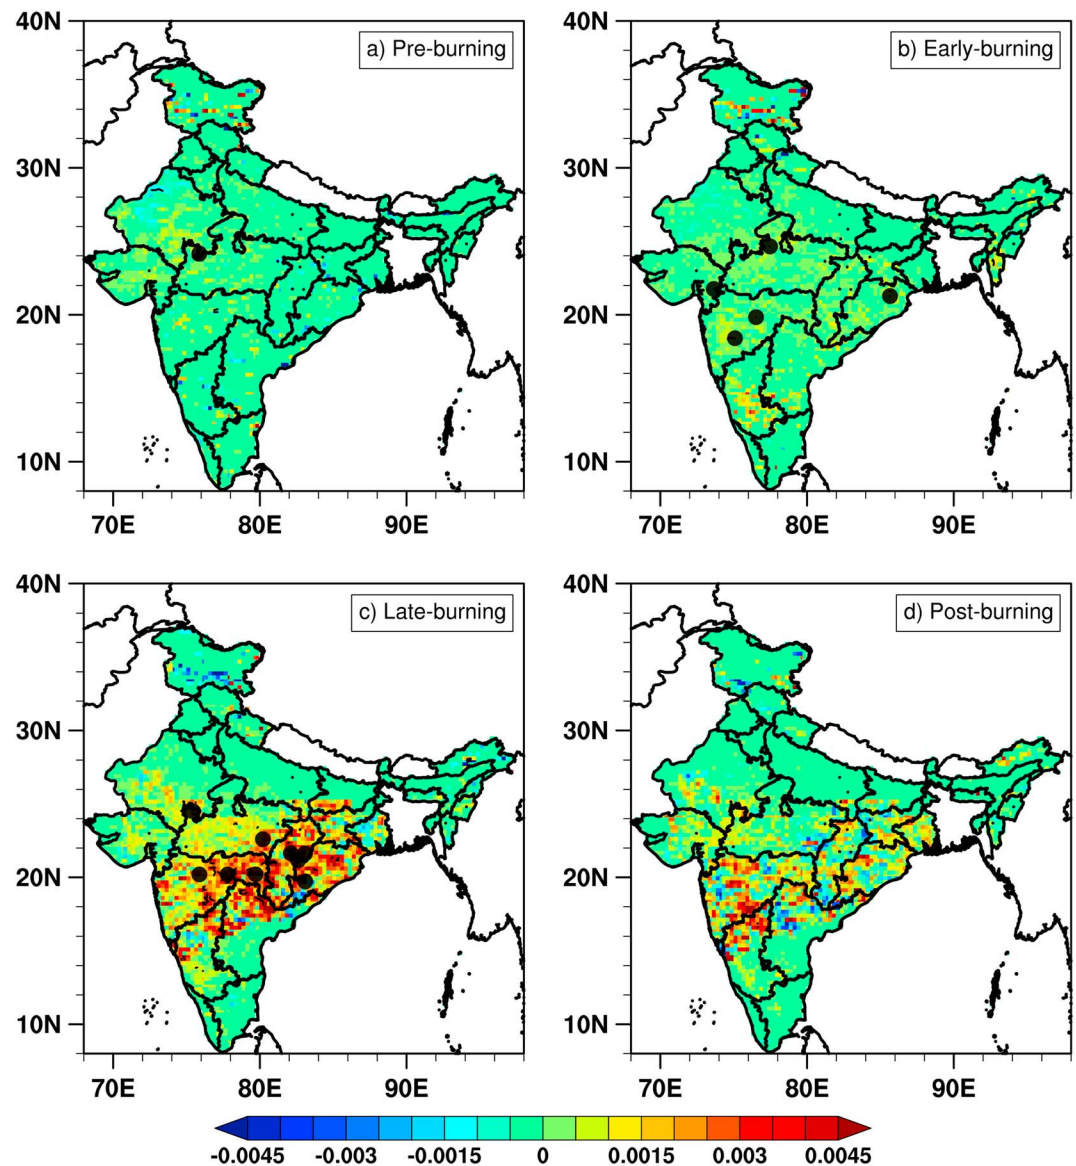 40N
a) Pre-burning
30N
20N
10N
70E 80E 90E
40N
b) Early-burning
30N
20N
10N
70E 80E 90E
40N
c) Late-burning
30N
20N
10N
70E 80E 90E
40N
d) Post-burning
30N
20N
10N
70E 80E 90E
-0.0045 -0.003 -0.0015 0 0.0015 0.003 0.0045